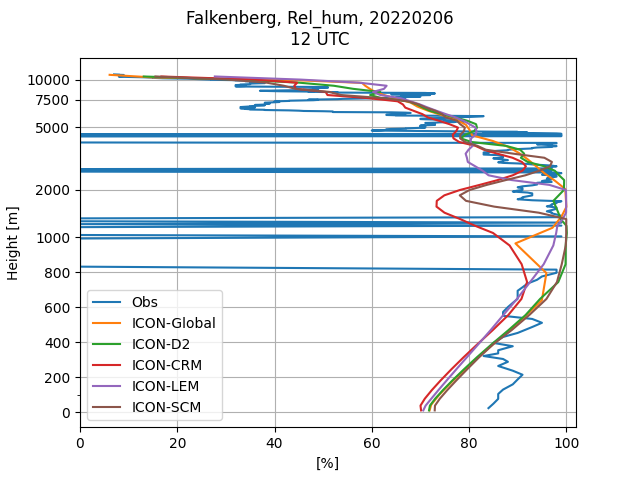 Falkenberg, Rel_hum, 20220206
12 UTC
10000
7500
5000
2000
1000
800
600
400
200
0
Height [m]
Obs
ICON-Global
ICON-D2
ICON-CRM
ICON-LEM
ICON-SCM
0 20 40 60 80 100
[%]